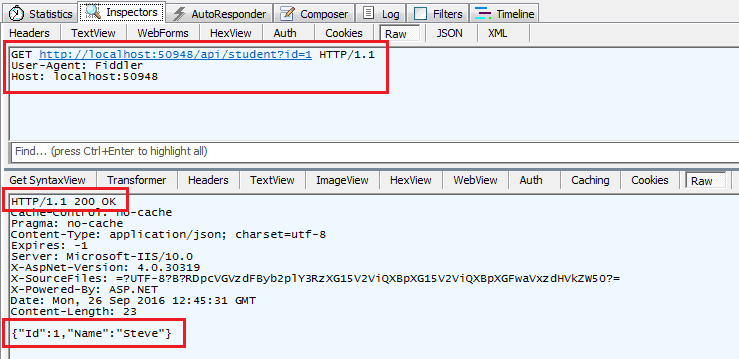 Statistics Inspectors AutoResponder Composer Log Filters Timeline
Headers TextView WebForms HexView Auth Cookies Raw JSON XML
GET http://localhost:50948/api/student?id=1 HTTP/1.1
User-Agent: Fiddler
Host: localhost:50948
Find... (press Ctrl+Enter to highlight all)
Get SyntaxView Transformer Headers TextView ImageView HexView WebView Auth Caching Cookies Raw
HTTP/1.1 200 OK
Cache-Control: no-cache
Pragma: no-cache
Content-Type: application/json; charset=utf-8
Expires: -1
Server: Microsoft-IIS/10.0
X-AspNet-Version: 4.0.30319
X-SourceFiles: =?UTF-8?B?RDpcVGVzdFByb2plY3RzXG15V2ViQXBpXG15V2ViQXBpXGFwaVxzdHVkZW50?=
X-Powered-By: ASP.NET
Date: Mon, 26 Sep 2016 12:45:31 GMT
Content-Length: 23
{"Id":1,"Name":"Steve"}